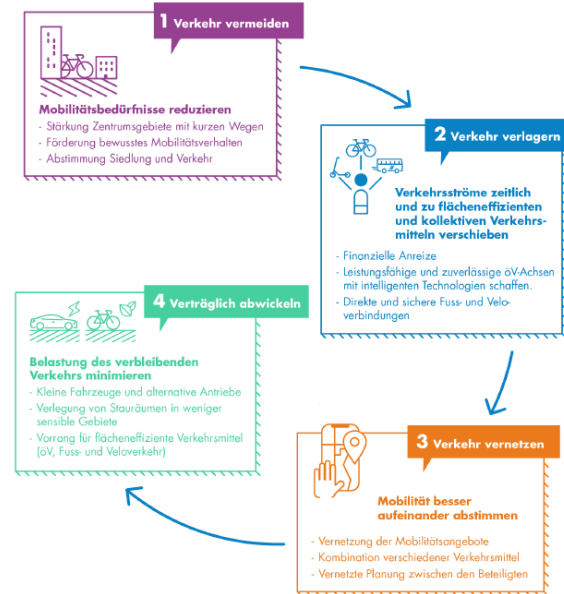 1 Verkehr vermeiden
Mobilitätsbedürfnisse reduzieren
- Stärkung Zentrumsgebiete mit kurzen Wegen
- Förderung bewusstes Mobilitätsverhalten
- Abstimmung Siedlung und Verkehr
2 Verkehr verlagern
Verkehrsströme zeitlich
und zu flächeneffizienten
und kollektiven Verkehrs-
mitteln verschieben
- Finanzielle Anreize
- Leistungsfähige und zuverlässige öV-Achsen
mit intelligenten Technologien schaffen.
- Direkte und sichere Fuss- und Velo-
verbindungen
3 Verkehr vernetzen
Mobilität besser
aufeinander abstimmen
- Vernetzung der Mobilitätsangebote
- Kombination verschiedener Verkehrsmittel
- Vernetzte Planung zwischen den Beteiligten
4 Verträglich abwickeln
Belastung des verbleibenden
Verkehrs minimieren
- Kleine Fahrzeuge und alternative Antriebe
- Verlegung von Stauräumen in weniger
sensible Gebiete
- Vorrang für flächeneffiziente Verkehrsmittel
(öV, Fuss- und Veloverkehr)